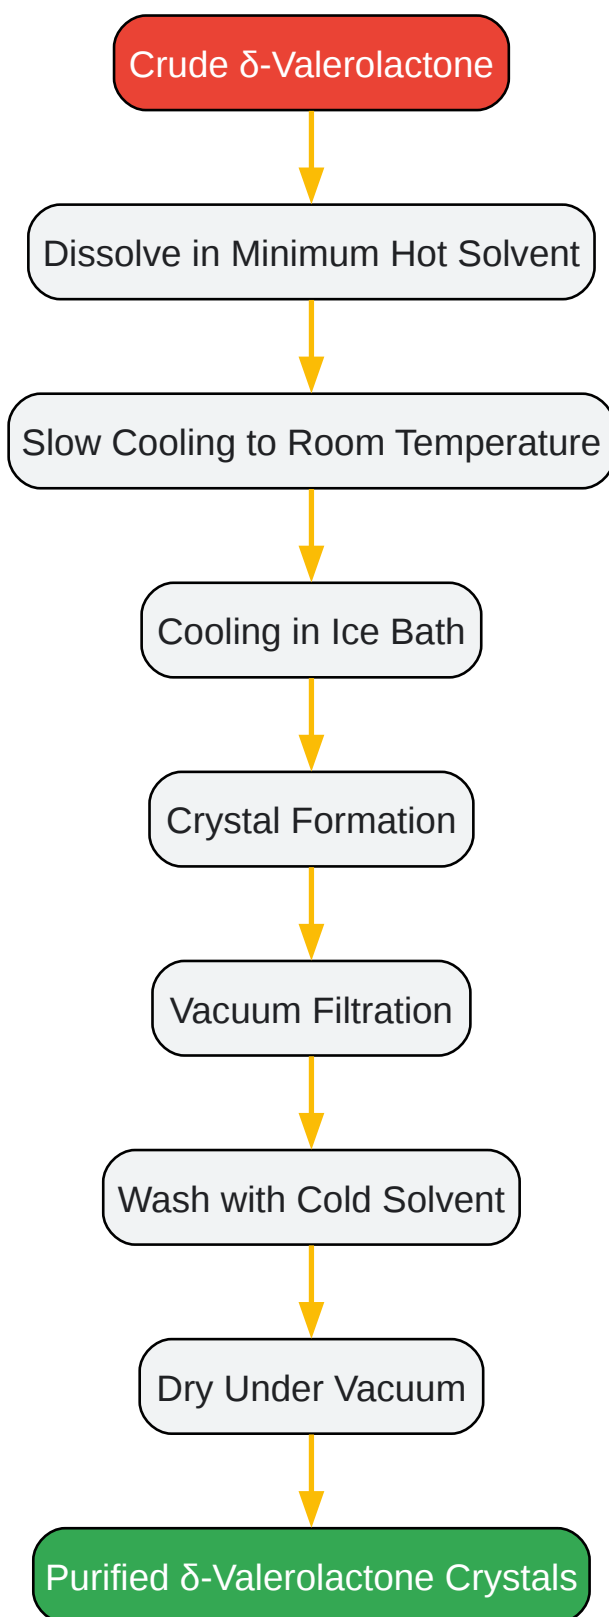 Crude δ-Valerolactone
Dissolve in Minimum Hot Solvent
Slow Cooling to Room Temperature
Cooling in Ice Bath
Crystal Formation
Vacuum Filtration
Wash with Cold Solvent
Dry Under Vacuum
Purified δ-Valerolactone Crystals